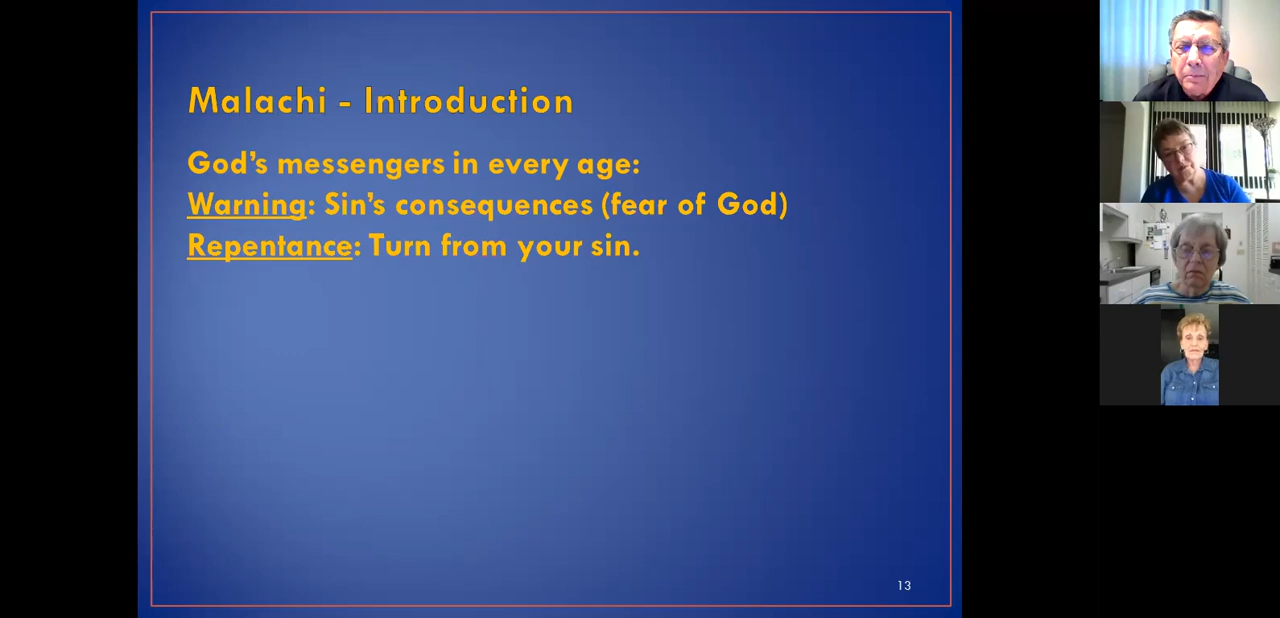 Malachi - Introduction
God’s messengers in every age:
Warning: Sin’s consequences (fear of God)
Repentance: Turn from your sin.
13